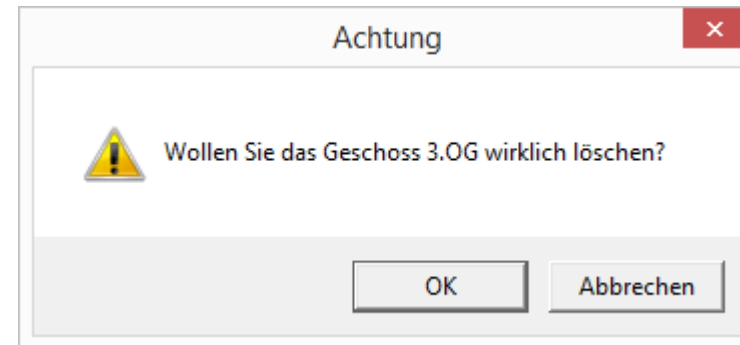 Achtung
Wollen Sie das Geschoss 3.OG wirklich löschen?
OK
Abbrechen